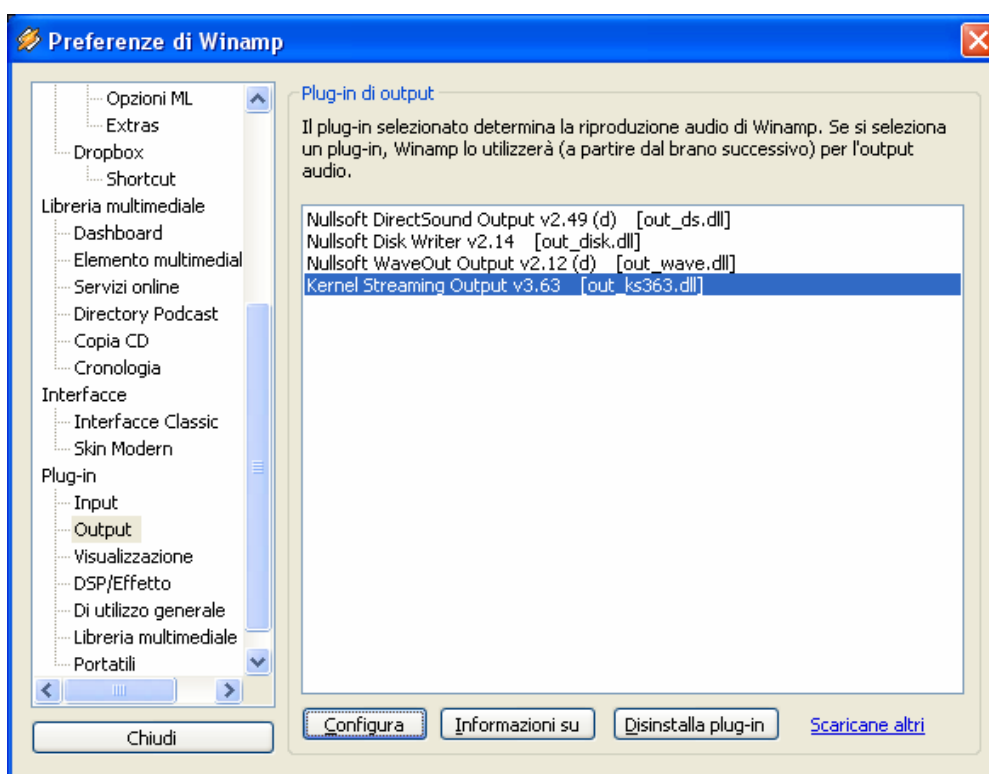 Preferenze di Winamp
Opzioni ML
Extras
Dropbox
Shortcut
Libreria multimediale
Dashboard
Elemento multimedial
Servizi online
Directory Podcast
Copia CD
Cronologia
Interfacce
Interfacce Classic
Skin Modern
Plug-in
Input
Output
Visualizzazione
DSP/Effetto
Di utilizzo generale
Libreria multimediale
Portatili
Chiudi
Plug-in di output
Il plug-in selezionato determina la riproduzione audio di Winamp. Se si seleziona
un plug-in, Winamp lo utilizzerà (a partire dal brano successivo) per l'output
audio.
Nullsoft DirectSound Output v2.49 (d) [out_ds.dll]
Nullsoft Disk Writer v2.14 [out_disk.dll]
Nullsoft WaveOut Output v2.12 (d) [out_wave.dll]
Kernel Streaming Output v3.63 [out_ks363.dll]
Configura
Informazioni su
Disinstalla plug-in
Scaricane altri